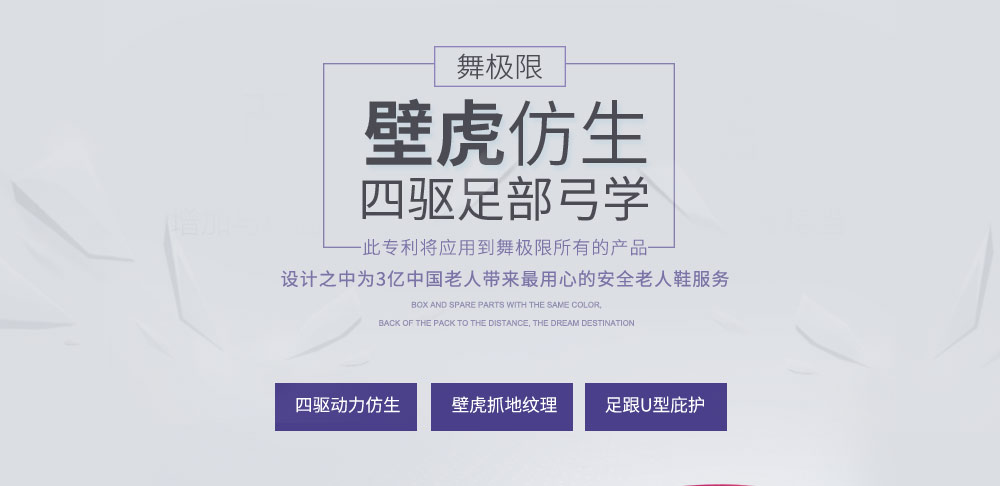 舞极限
壁虎仿生
四驱足部弓学
此专利将应用到舞极限所有的产品
设计之中为3亿中国老人带来最用心的安全老人鞋服务
BOX AND SPARE PARTS WITH THE SAME COLOR,
BACK OF THE PACK TO THE DISTANCE, THE DREAM DESTINATION
四驱动力仿生
壁虎抓地纹理
足跟U型庇护